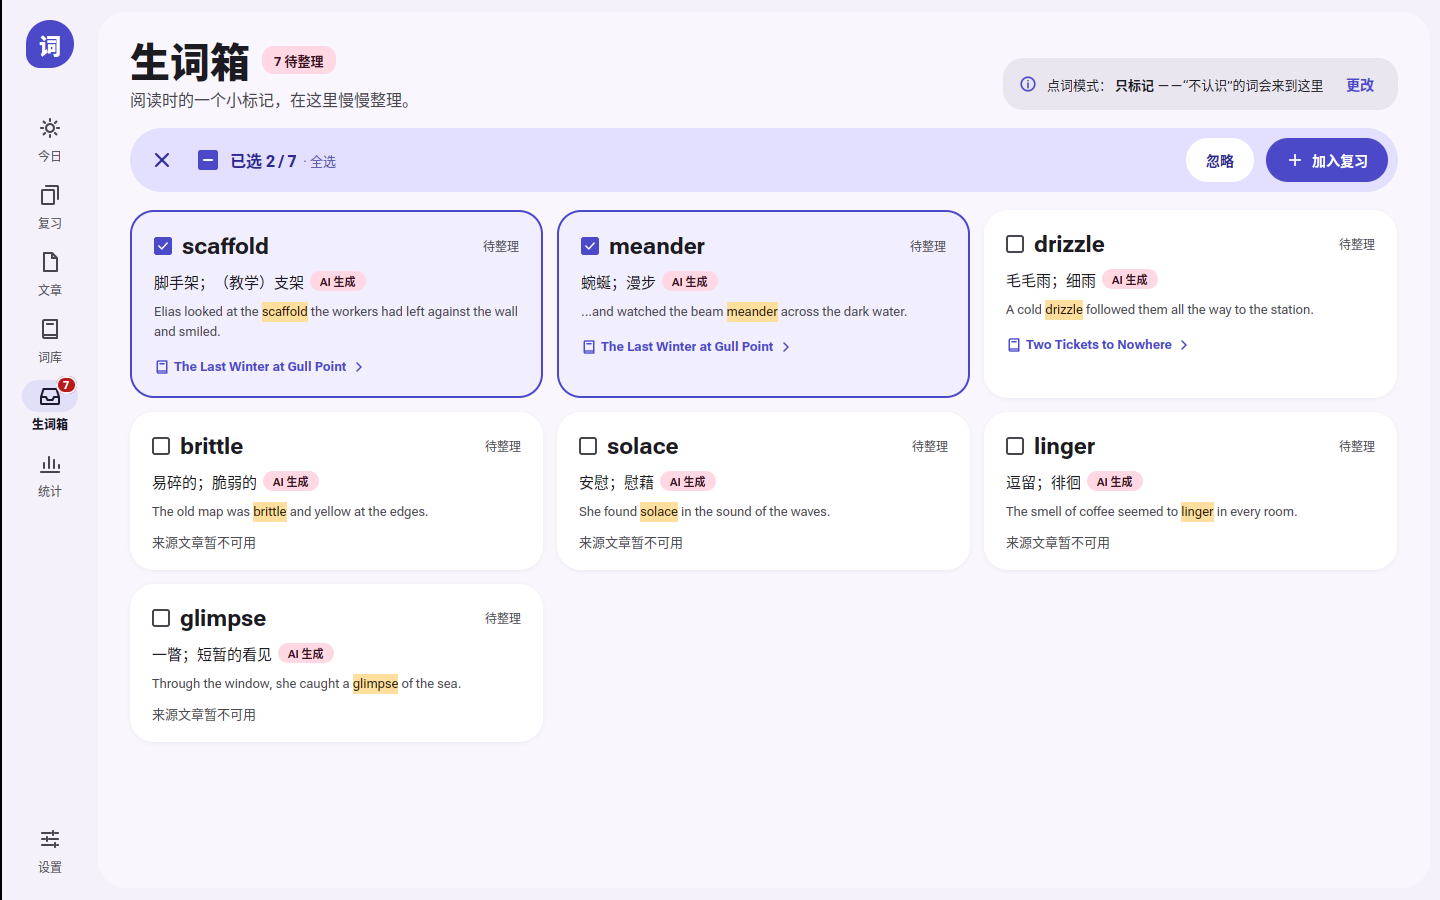 词
今日
复习
文章
词库
7
生词箱
统计
设置
生词箱
7 待整理
阅读时的一个小标记，在这里慢慢整理。
点词模式： 只标记 ——“不认识”的词会来到这里
更改
已选 2 / 7 · 全选
忽略
加入复习
scaffold
待整理
脚手架；（教学）支架
AI 生成
Elias looked at the scaffold the workers had left against the wall
and smiled.
The Last Winter at Gull Point
meander
待整理
蜿蜒；漫步
AI 生成
...and watched the beam meander across the dark water.
The Last Winter at Gull Point
drizzle
待整理
毛毛雨；细雨
AI 生成
A cold drizzle followed them all the way to the station.
Two Tickets to Nowhere
brittle
待整理
易碎的；脆弱的
AI 生成
The old map was brittle and yellow at the edges.
来源文章暂不可用
solace
待整理
安慰；慰藉
AI 生成
She found solace in the sound of the waves.
来源文章暂不可用
linger
待整理
逗留；徘徊
AI 生成
The smell of coffee seemed to linger in every room.
来源文章暂不可用
glimpse
待整理
一瞥；短暂的看见
AI 生成
Through the window, she caught a glimpse of the sea.
来源文章暂不可用